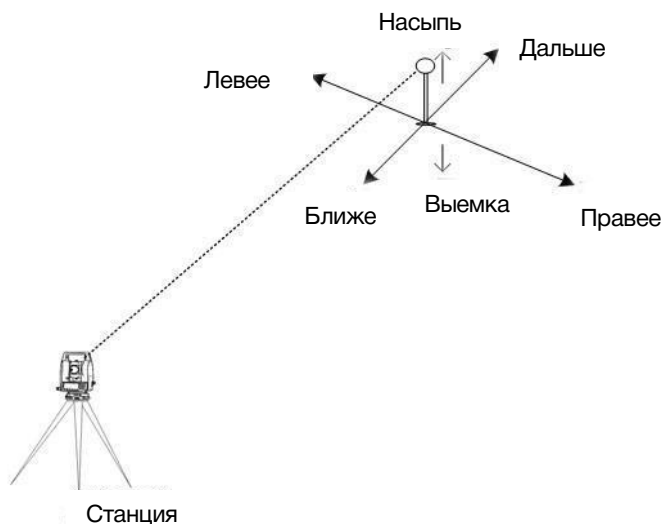 Насыпь
Дальше
Левее
Ближе
Выемка
Правее
Станция